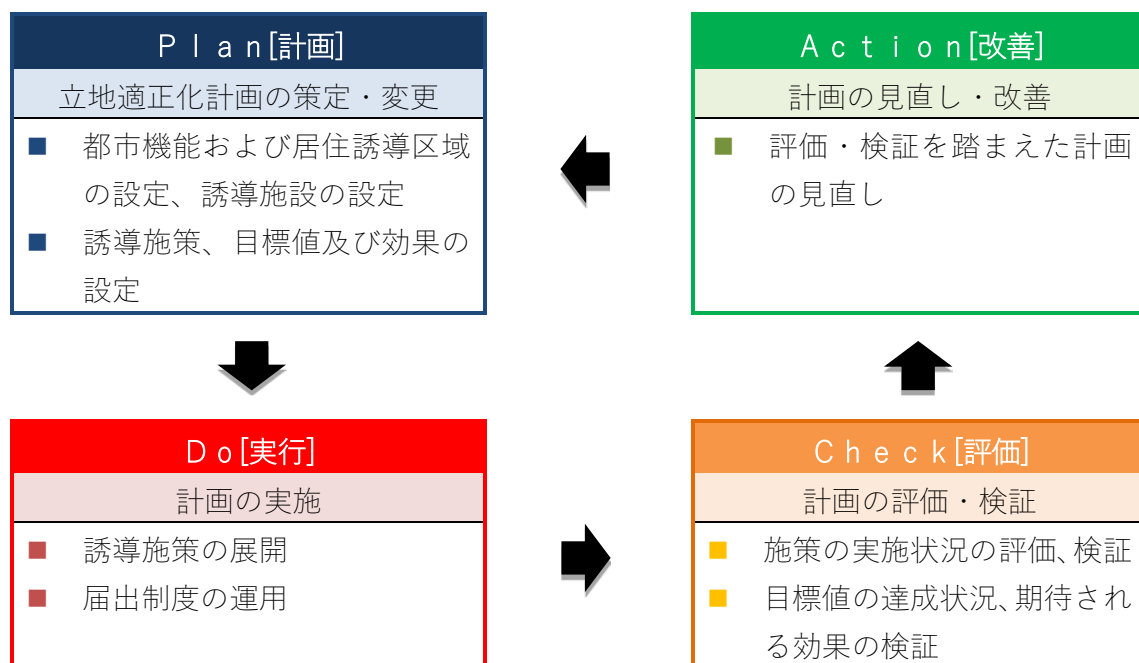 Ｐｌａｎ[計画]
立地適正化計画の策定・変更
■ 都市機能および居住誘導区域
の設定、誘導施設の設定
■ 誘導施策、目標値及び効果の
設定
Ａｃｔｉｏｎ[改善]
計画の見直し・改善
■ 評価・検証を踏まえた計画
の見直し
Ｄｏ[実行]
計画の実施
■ 誘導施策の展開
■ 届出制度の運用
Ｃｈｅｃｋ[評価]
計画の評価・検証
■ 施策の実施状況の評価、検証
■ 目標値の達成状況、期待され
る効果の検証